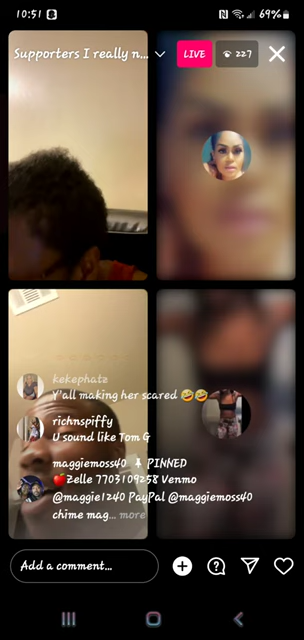 10:51
69%
Supporters I really n...
LIVE
227
kekephatz
Y'all making her scared 🤣🤣
richnspiffy
U sound like Tom G
maggiemoss40 📌 PINNED
🍎Zelle 7703109258 Venmo
@maggie1240 PayPal @maggiemoss40
chime mag... more
Add a comment...